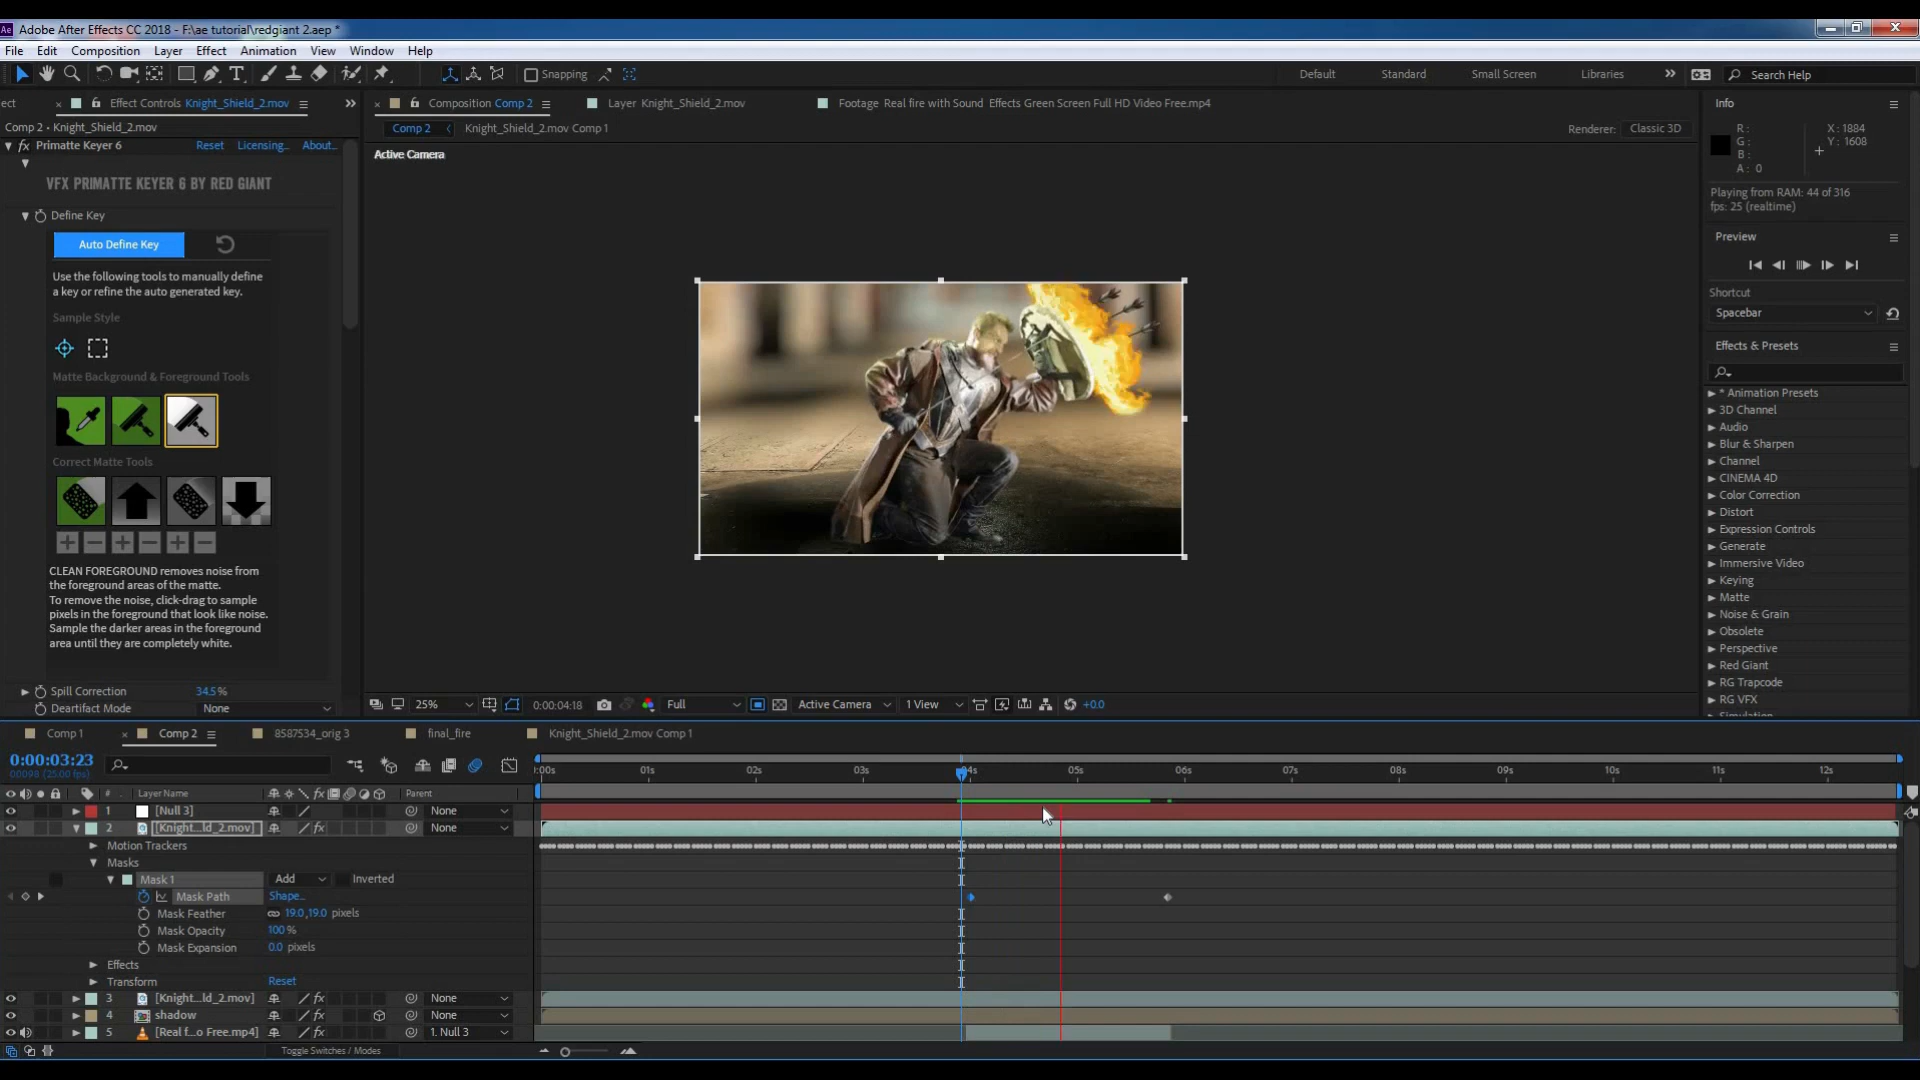 Adobe After Effects CC 2018 - F:\ae tutorial\redgiant 2.aep *
File Edit Composition Layer Effect Animation View Window Help
Snapping Default Standard Small Screen Libraries Search Help
ect Effect Controls Knight_Shield_2.mov
Composition Comp 2 Layer Knight_Shield_2.mov Footage Real fire with Sound Effects Green Screen Full HD Video Free.mp4
Info
Comp 2 • Knight_Shield_2.mov
Comp 2 Knight_Shield_2.mov Comp 1 Renderer: Classic 3D
Primatte Keyer 6 Reset Licensing... About...
Active Camera
R: X: 1884
G: Y: 1608
B:
A: 0
VFX PRIMATTE KEYER 6 BY RED GIANT
Playing from RAM: 44 of 316
fps: 25 (realtime)
Define Key
Auto Define Key
Use the following tools to manually define
a key or refine the auto generated key.
Sample Style
Matte Background & Foreground Tools
Correct Matte Tools
CLEAN FOREGROUND removes noise from
the foreground areas of the matte.
To remove the noise, click-drag to sample
pixels in the foreground that look like noise.
Sample the darker areas in the foreground
area until they are completely white.
Spill Correction 34.5%
Deartifact Mode None
Preview
Shortcut
Spacebar
Effects & Presets
* Animation Presets
3D Channel
Audio
Blur & Sharpen
Channel
CINEMA 4D
Color Correction
Distort
Expression Controls
Generate
Immersive Video
Keying
Matte
Noise & Grain
Obsolete
Perspective
Red Giant
RG Trapcode
RG VFX
25% 0:00:04:18 Full Active Camera 1 View +0.0
Comp 1 Comp 2 8587534_orig 3 final_fire Knight_Shield_2.mov Comp 1
0:00:03:23
00098 (25.00 fps)
:00s 01s 02s 03s 04s 05s 06s 07s 08s 09s 10s 11s 12s
# Layer Name Parent
1 [Null 3] None
2 [Knight...ld_2.mov] None
Motion Trackers
Masks
Mask 1 Add Inverted
Mask Path Shape...
Mask Feather 19.0,19.0 pixels
Mask Opacity 100 %
Mask Expansion 0.0 pixels
Effects
Transform Reset
3 [Knight...ld_2.mov] None
4 shadow None
5 [Real f...o Free.mp4] 1. Null 3
Toggle Switches / Modes